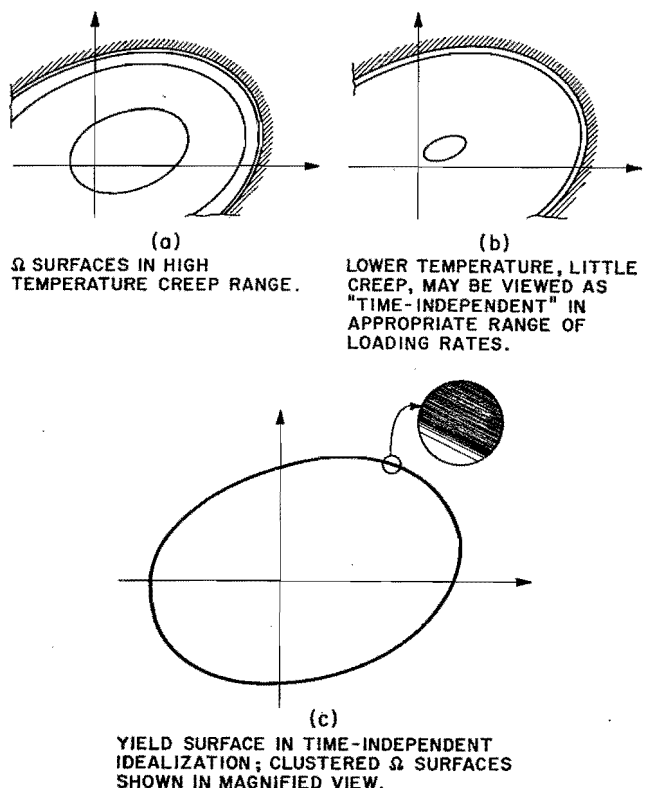 (a)
Ω SURFACES IN HIGH
TEMPERATURE CREEP RANGE.
(b)
LOWER TEMPERATURE, LITTLE
CREEP, MAY BE VIEWED AS
"TIME-INDEPENDENT" IN
APPROPRIATE RANGE OF
LOADING RATES.
(c)
YIELD SURFACE IN TIME-INDEPENDENT
IDEALIZATION; CLUSTERED Ω SURFACES
SHOWN IN MAGNIFIED VIEW.